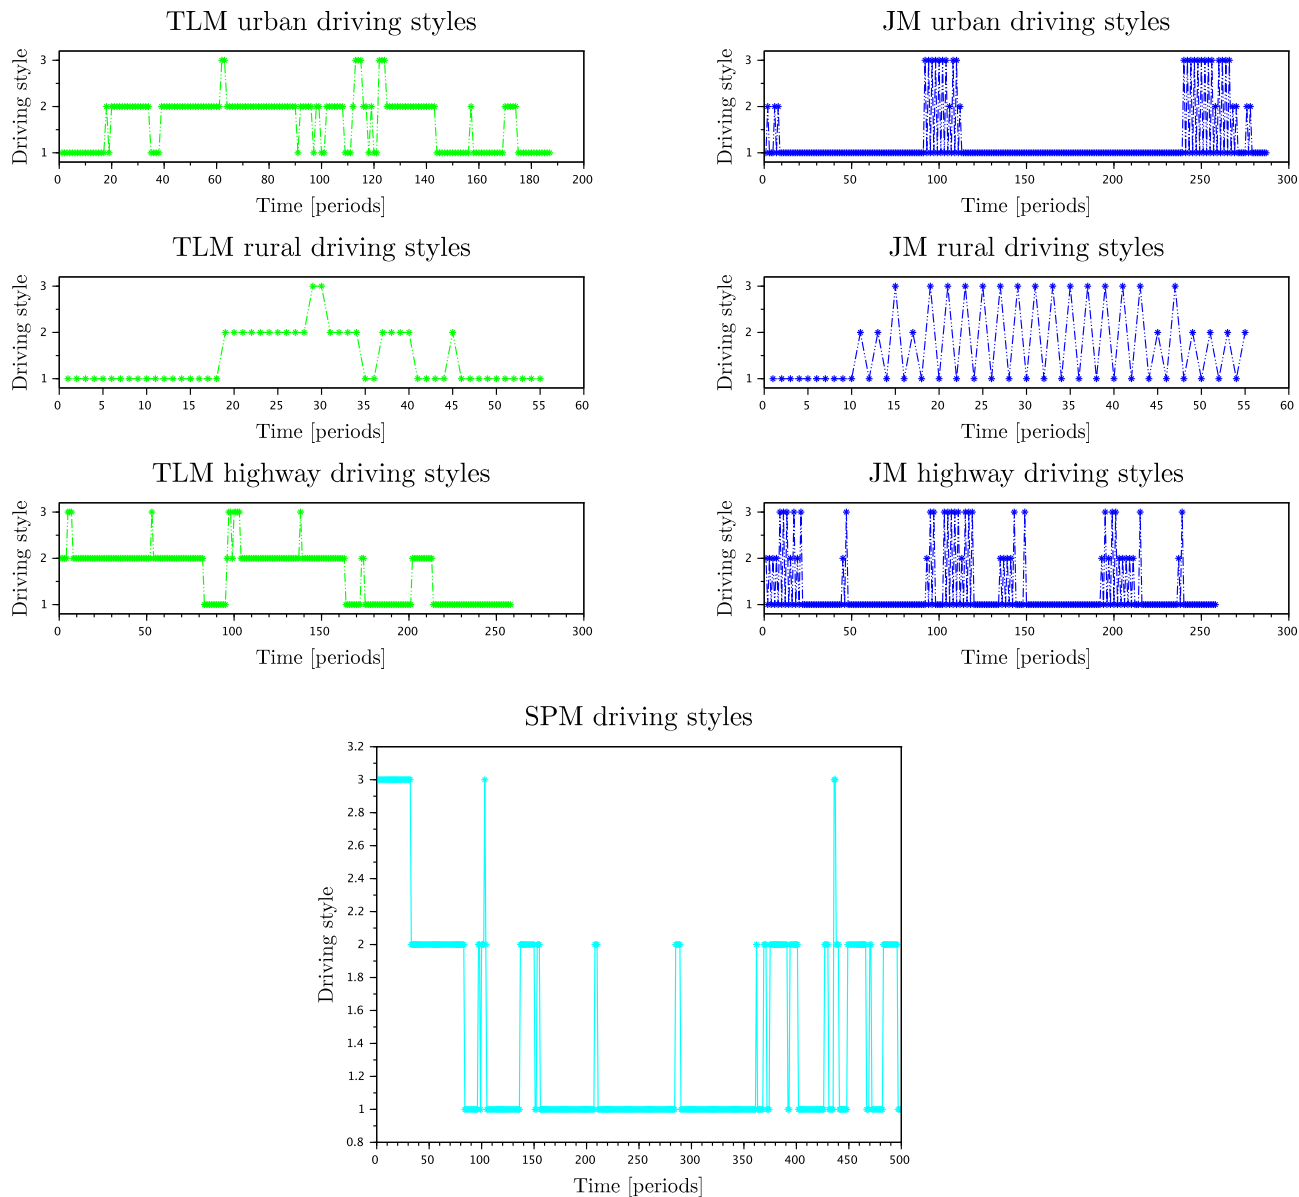 TLM urban driving styles
JM urban driving styles
Driving style
3
2
1
0 20 40 60 80 100 120 140 160 180 200
Time [periods]
Driving style
3
2
1
0 50 100 150 200 250 300
Time [periods]
TLM rural driving styles
JM rural driving styles
Driving style
3
2
1
0 5 10 15 20 25 30 35 40 45 50 55 60
Time [periods]
Driving style
3
2
1
0 5 10 15 20 25 30 35 40 45 50 55 60
Time [periods]
TLM highway driving styles
JM highway driving styles
Driving style
3
2
1
0 50 100 150 200 250 300
Time [periods]
Driving style
3
2
1
0 50 100 150 200 250 300
Time [periods]
SPM driving styles
Driving style
3.2
3
2.8
2.6
2.4
2.2
2
1.8
1.6
1.4
1.2
1
0.8
0 50 100 150 200 250 300 350 400 450 500
Time [periods]